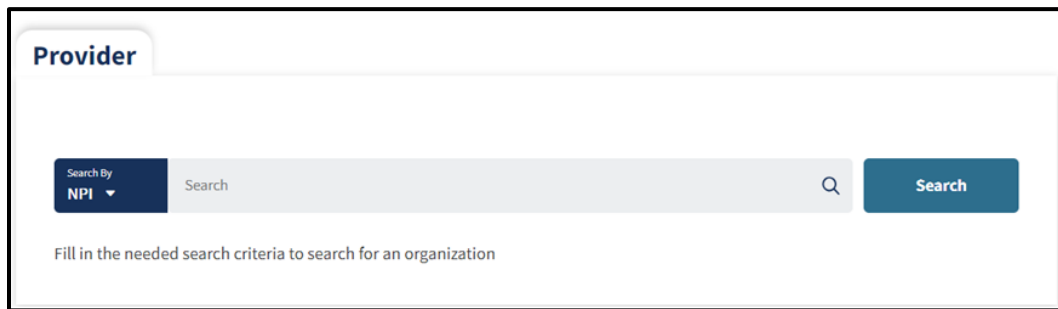 Provider
Search By
NPI
Search
Search
Fill in the needed search criteria to search for an organization